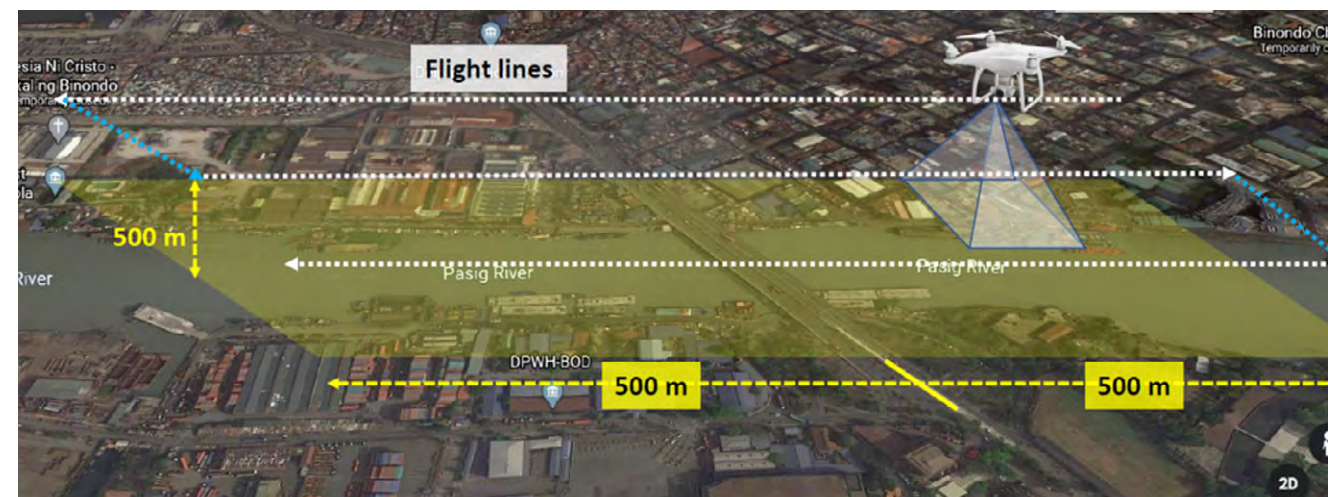 Flight lines
Binondo
Temporarily
esia Ni Cristo -
kal ng Binondo
500 m
River
Pasig River
Pasig River
DPWH-BOD
500 m
500 m
2D